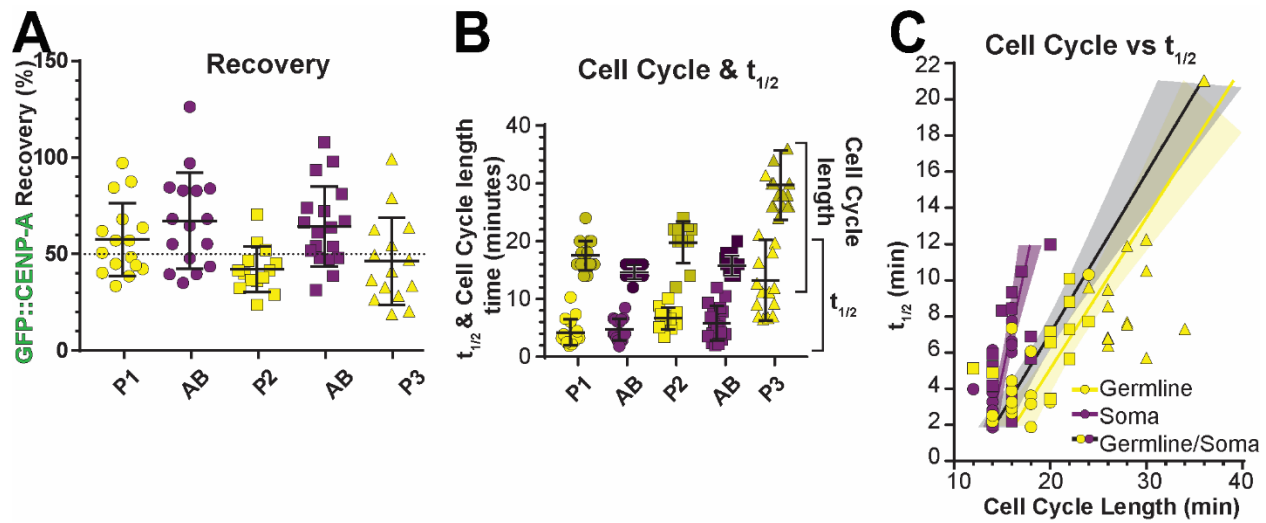 A
Recovery
GFP::CENP-A Recovery (%)
150
100
50
0
P1
AB
P2
AB
P3
B
Cell Cycle & t1/2
t1/2 & Cell Cycle length
time (minutes)
40
30
20
10
0
P1
AB
P2
AB
P3
Cell Cycle
length
t1/2
C
Cell Cycle vs t1/2
t1/2 (min)
22
20
18
16
14
12
10
8
6
4
2
0
Germline
Soma
Germline/Soma
10
20
30
40
Cell Cycle Length (min)